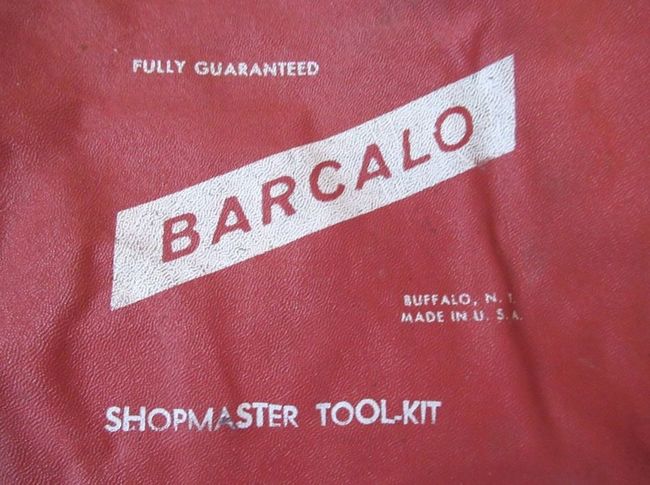 FULLY GUARANTEED
BARCALO
BUFFALO, N. Y.
MADE IN U. S. A.
SHOPMASTER TOOL-KIT